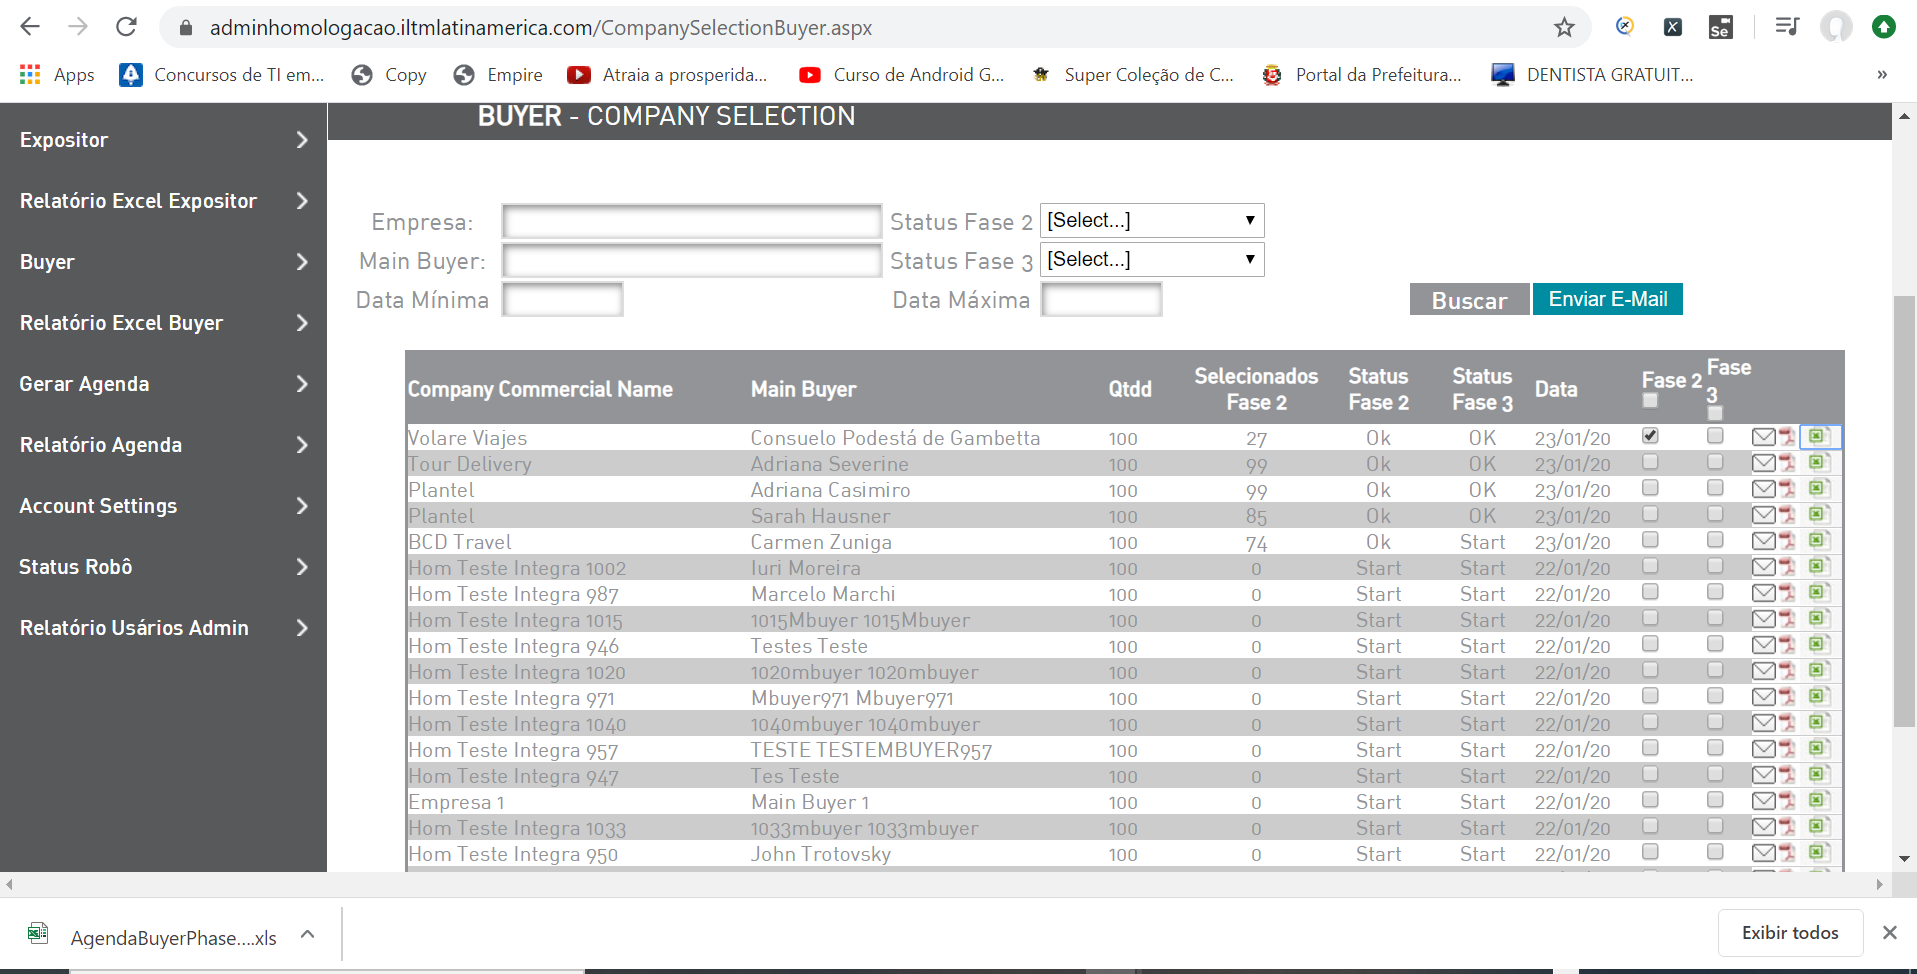 adminhomologacao.iltmlatinamerica.com/CompanySelectionBuyer.aspx
Apps Concursos de TI em... Copy Empire Atraia a prosperida... Curso de Android G... Super Coleção de C... Portal da Prefeitura... DENTISTA GRATUIT... »
BUYER - COMPANY SELECTION
Expositor
Relatório Excel Expositor
Buyer
Relatório Excel Buyer
Gerar Agenda
Relatório Agenda
Account Settings
Status Robô
Relatório Usários Admin
Empresa: Status Fase 2 [Select...]
Main Buyer: Status Fase 3 [Select...]
Data Mínima Data Máxima Buscar Enviar E-Mail
Company Commercial Name Main Buyer Qtdd Selecionados Fase 2 Status Fase 2 Status Fase 3 Data Fase 2 Fase 3
Volare Viajes Consuelo Podestá de Gambetta 100 27 Ok OK 23/01/20
Tour Delivery Adriana Severine 100 99 Ok OK 23/01/20
Plantel Adriana Casimiro 100 99 Ok OK 23/01/20
Plantel Sarah Hausner 100 85 Ok OK 23/01/20
BCD Travel Carmen Zuniga 100 74 Ok Start 23/01/20
Hom Teste Integra 1002 Iuri Moreira 100 0 Start Start 22/01/20
Hom Teste Integra 987 Marcelo Marchi 100 0 Start Start 22/01/20
Hom Teste Integra 1015 1015Mbuyer 1015Mbuyer 100 0 Start Start 22/01/20
Hom Teste Integra 946 Testes Teste 100 0 Start Start 22/01/20
Hom Teste Integra 1020 1020mbuyer 1020mbuyer 100 0 Start Start 22/01/20
Hom Teste Integra 971 Mbuyer971 Mbuyer971 100 0 Start Start 22/01/20
Hom Teste Integra 1040 1040mbuyer 1040mbuyer 100 0 Start Start 22/01/20
Hom Teste Integra 957 TESTE TESTEMBUYER957 100 0 Start Start 22/01/20
Hom Teste Integra 947 Tes Teste 100 0 Start Start 22/01/20
Empresa 1 Main Buyer 1 100 0 Start Start 22/01/20
Hom Teste Integra 1033 1033mbuyer 1033mbuyer 100 0 Start Start 22/01/20
Hom Teste Integra 950 John Trotovsky 100 0 Start Start 22/01/20
AgendaBuyerPhase....xls
Exibir todos